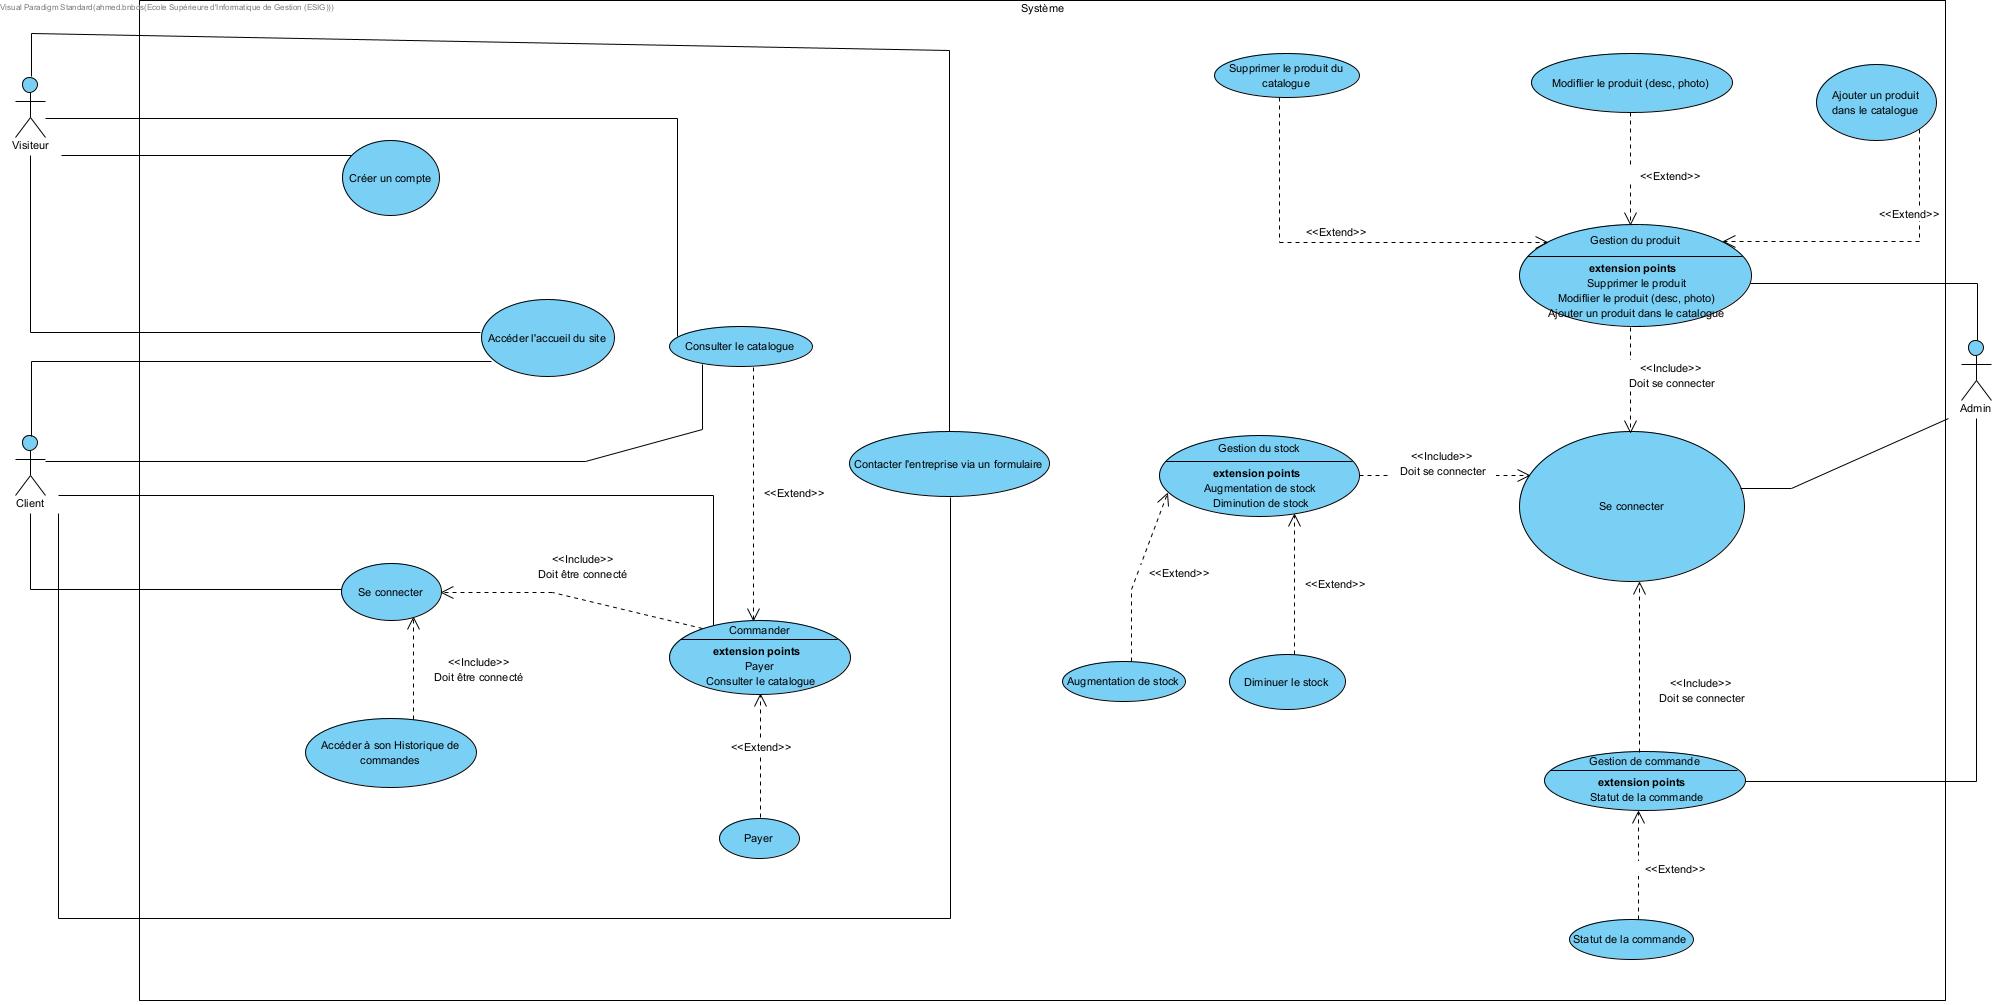 Visual Paradigm Standard(ahmed.bnbos(Ecole Supérieure d'Informatique de Gestion (ESIG)))
Système
Visiteur
Créer un compte
Accéder l'accueil du site
Consulter le catalogue
Contacter l'entreprise via un formulaire
Client
<<Extend>>
Se connecter
<<Include>>
Doit être connecté
Commander
extension points
Payer
Consulter le catalogue
<<Include>>
Doit être connecté
Accéder à son Historique de
commandes
<<Extend>>
Payer
Supprimer le produit du
catalogue
Modiflier le produit (desc, photo)
Ajouter un produit
dans le catalogue
<<Extend>>
<<Extend>>
<<Extend>>
Gestion du produit
extension points
Supprimer le produit
Modiflier le produit (desc, photo)
Ajouter un produit dans le catalogue
<<Include>>
Doit se connecter
Admin
Gestion du stock
extension points
Augmentation de stock
Diminution de stock
<<Include>>
Doit se connecter
Se connecter
<<Extend>>
<<Extend>>
Augmentation de stock
Diminuer le stock
<<Include>>
Doit se connecter
Gestion de commande
extension points
Statut de la commande
<<Extend>>
Statut de la commande